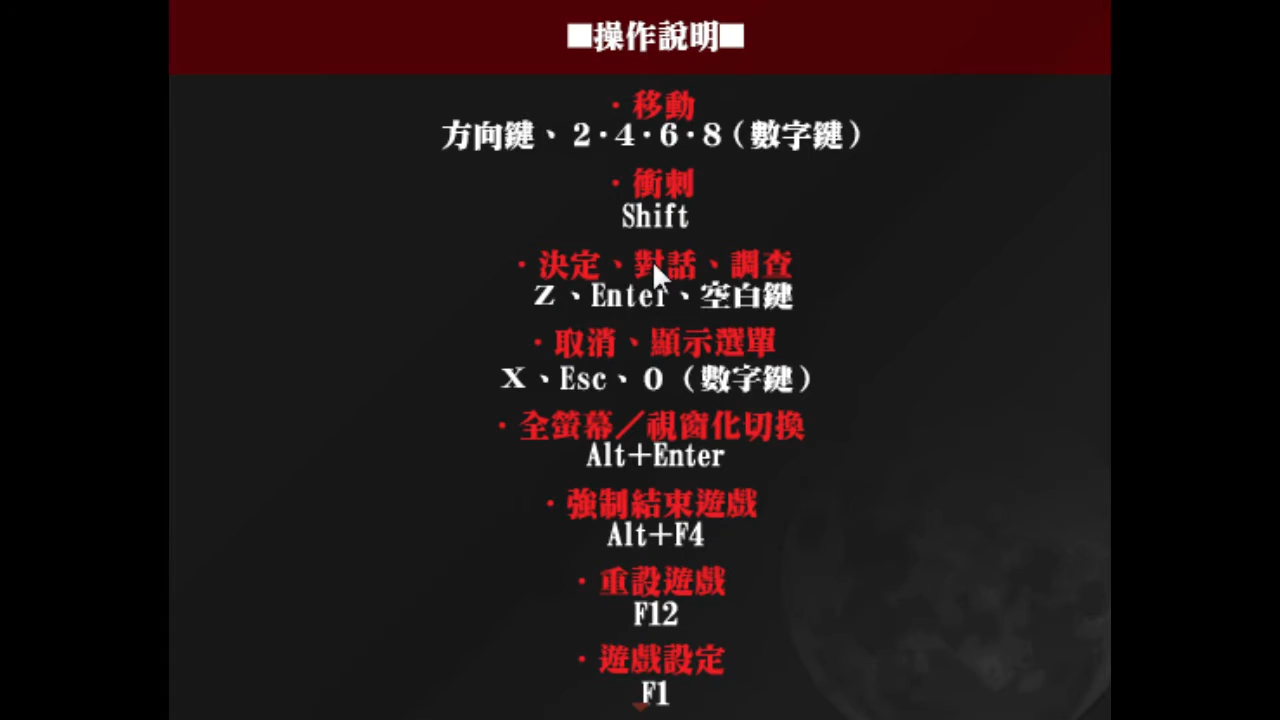 ■操作說明■
・移動
方向鍵、2・4・6・8（數字鍵）
・衝刺
Shift
・決定、對話、調查
Z、Enter、空白鍵
・取消、顯示選單
X、Esc、0（數字鍵）
・全螢幕／視窗化切換
Alt＋Enter
・強制結束遊戲
Alt＋F4
・重設遊戲
F12
・遊戲設定
F1